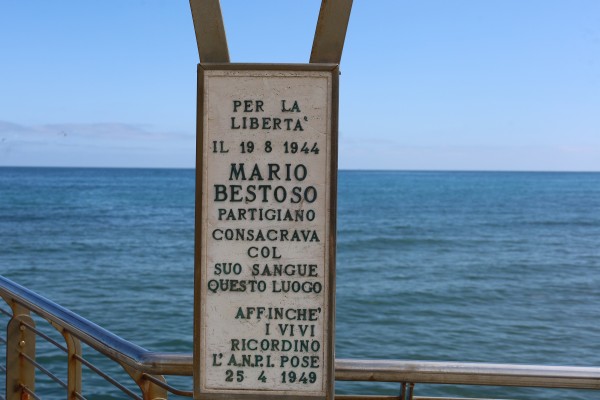 PER LA
LIBERTA`
IL 19 8 1944
MARIO
BESTOSO
PARTIGIANO
CONSACRAVA
COL
SUO SANGUE
QUESTO LUOGO
AFFINCHE`
I VIVI
RICORDINO
L'A.N.P.I. POSE
25 4 1949